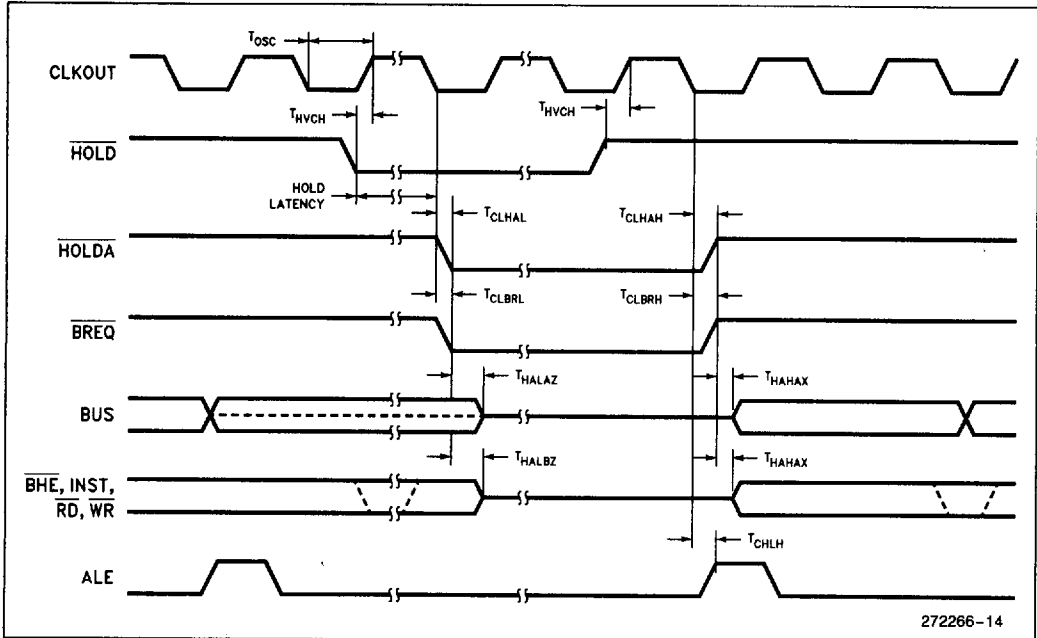 T_OSC
CLKOUT
T_HVCH
T_HVCH
HOLD
HOLD
LATENCY
T_CLHAL
T_CLHAH
HOLDA
T_CLBRL
T_CLBRH
BREQ
T_HALAZ
T_HAHAX
BUS
T_HALBZ
T_HAHAX
BHE, INST,
RD, WR
T_CHLH
ALE
272266-14